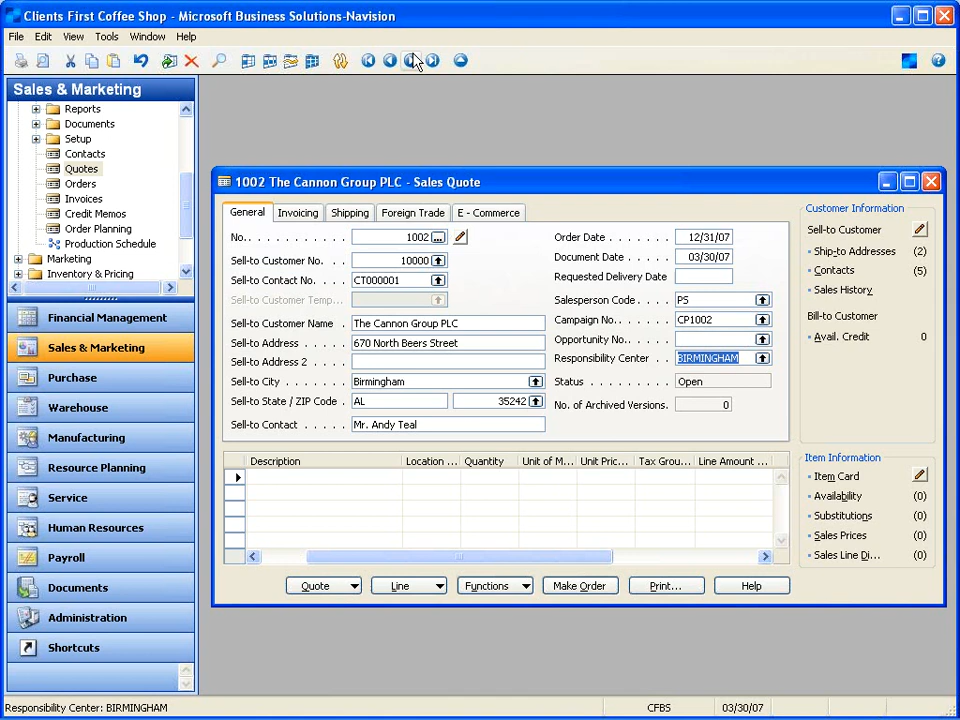 Clients First Coffee Shop - Microsoft Business Solutions-Navision
File Edit View Tools Window Help
Sales & Marketing
Reports
Documents
Setup
Contacts
Quotes
Orders
Invoices
Credit Memos
Order Planning
Production Schedule
Marketing
Inventory & Pricing
Financial Management
Sales & Marketing
Purchase
Warehouse
Manufacturing
Resource Planning
Service
Human Resources
Payroll
Documents
Administration
Shortcuts
1002 The Cannon Group PLC - Sales Quote
General Invoicing Shipping Foreign Trade E - Commerce
No. . . . . . . . . . . . . 1002
Sell-to Customer No. . . . 10000
Sell-to Contact No. . . . . CT000001
Sell-to Customer Temp...
Sell-to Customer Name . The Cannon Group PLC
Sell-to Address . . . . . . 670 North Beers Street
Sell-to Address 2 . . . . .
Sell-to City . . . . . . . . Birmingham
Sell-to State / ZIP Code . AL 35242
Sell-to Contact . . . . . . Mr. Andy Teal
Order Date . . . . . . . 12/31/07
Document Date . . . . 03/30/07
Requested Delivery Date
Salesperson Code. . . . PS
Campaign No.. . . . . . CP1002
Opportunity No.. . . . .
Responsibility Center . . BIRMINGHAM
Status . . . . . . . . . Open
No. of Archived Versions. 0
Description Location ... Quantity Unit of M... Unit Pric... Tax Grou... Line Amount ...
Quote Line Functions Make Order Print... Help
Customer Information
Sell-to Customer
Ship-to Addresses (2)
Contacts (5)
Sales History
Bill-to Customer
Avail. Credit 0
Item Information
Item Card
Availability (0)
Substitutions (0)
Sales Prices (0)
Sales Line Di... (0)
Responsibility Center: BIRMINGHAM CFBS 03/30/07